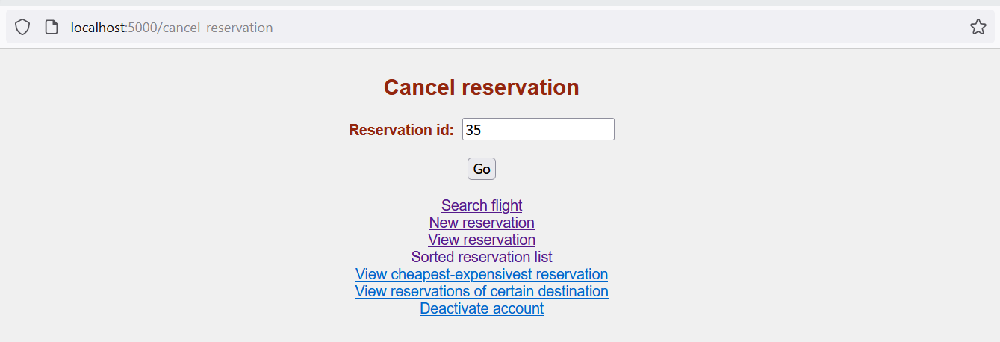 localhost:5000/cancel_reservation
Cancel reservation
Reservation id: 35
Go
Search flight
New reservation
View reservation
Sorted reservation list
View cheapest-expensivest reservation
View reservations of certain destination
Deactivate account